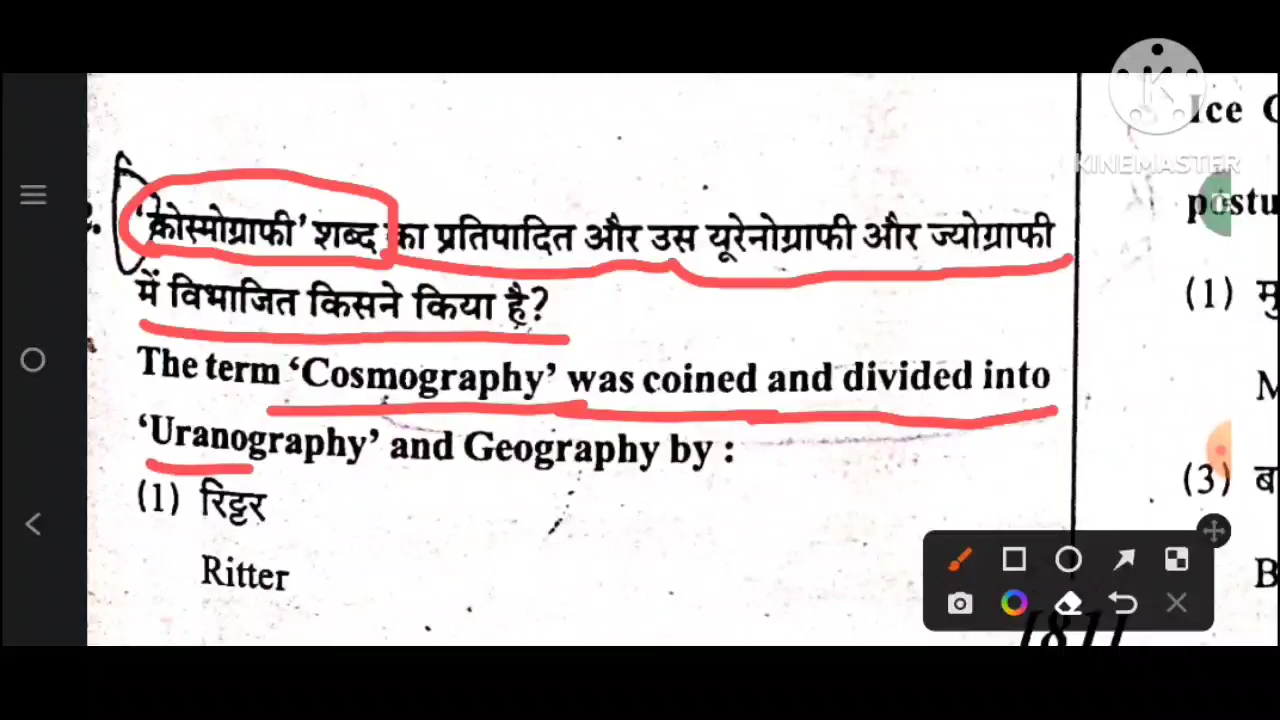 'कोस्मोग्राफी' शब्द का प्रतिपादित और उस यूरेनोग्राफी और ज्योग्राफी
में विभाजित किसने किया है?
The term 'Cosmography' was coined and divided into
'Uranography' and Geography by :
(1) रिट्टर
Ritter
Ice
(1)
(3)
KINEMASTER